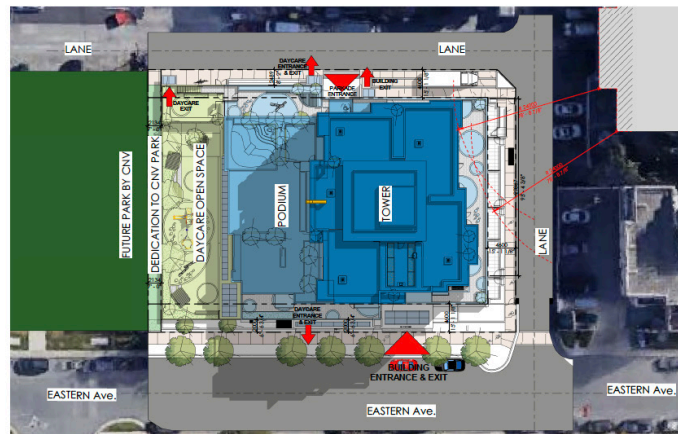 LANE
LANE
DAYCARE
ENTRANCE
& EXIT
BUILDING
EXIT
PARKADE
ENTRANCE
DAYCARE
EXIT
FUTURE PARK BY CNV
DEDICATION TO CNV PARK
DAYCARE OPEN SPACE
PODIUM
TOWER
LANE
4600
DAYCARE
ENTRANCE
& EXIT
BUILDING
ENTRANCE & EXIT
EASTERN Ave.
EASTERN Ave.
EASTERN Ave.